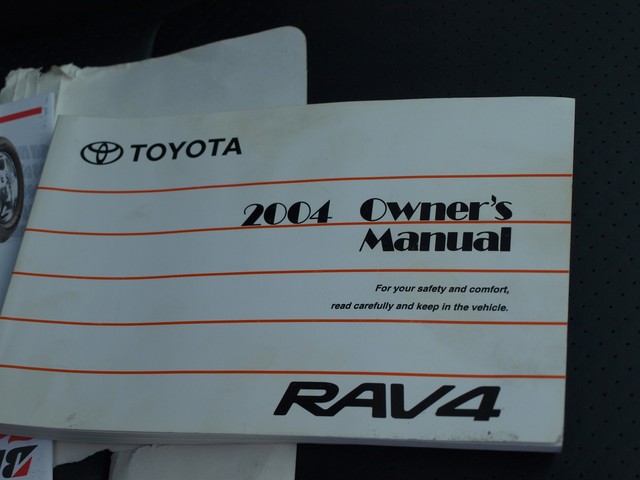 TOYOTA
2004 Owner's
Manual
For your safety and comfort,
read carefully and keep in the vehicle.
RAV4